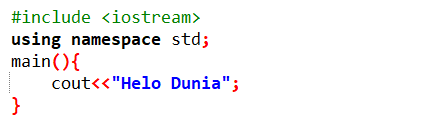 #include <iostream>
using namespace std;
main(){
    cout<<"Helo Dunia";
}